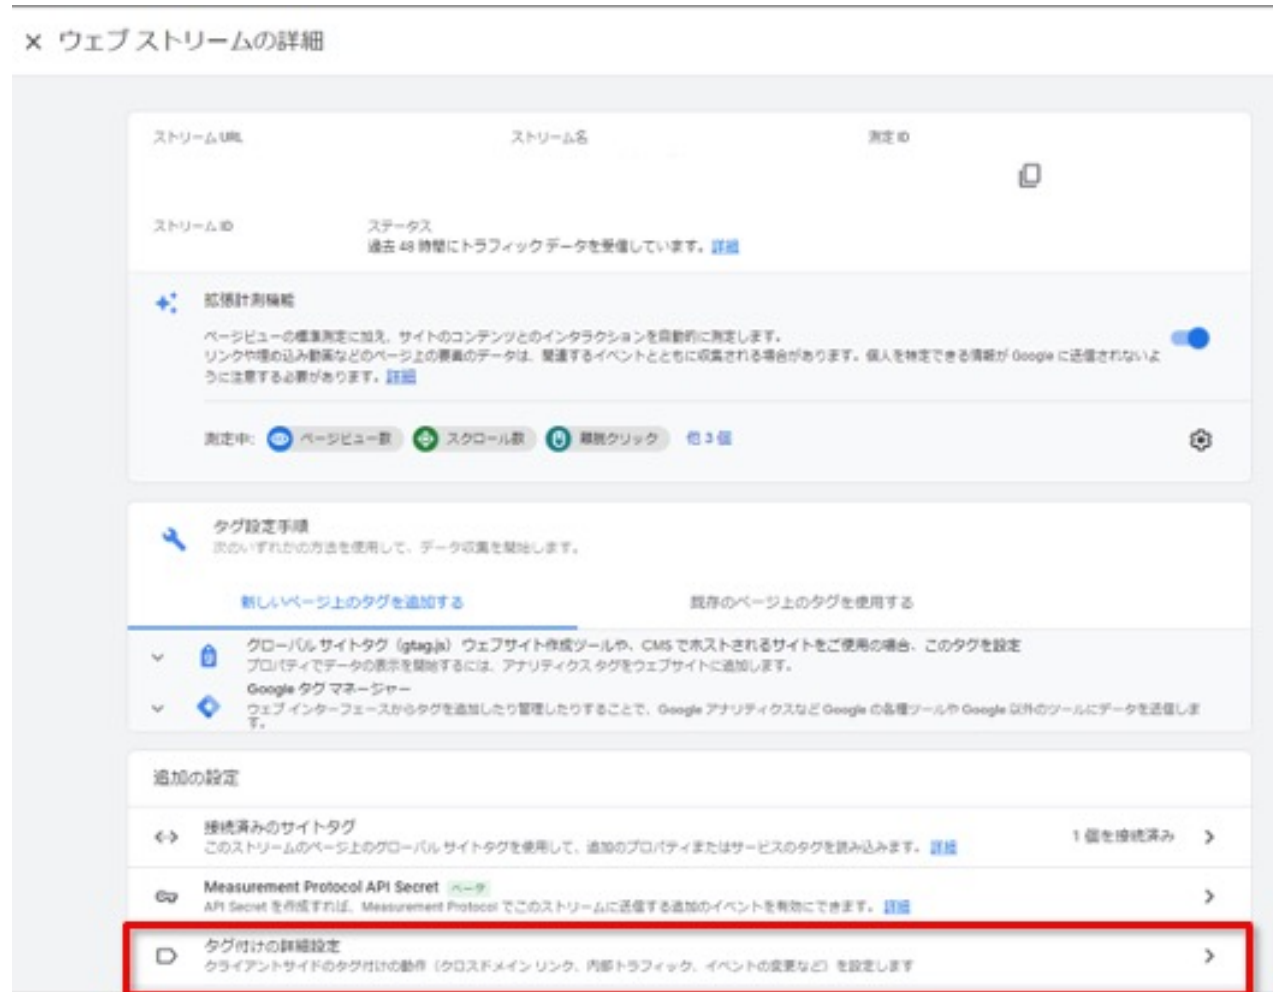 × ウェブ ストリームの詳細
ストリーム URL ストリーム名 測定 ID
ストリーム ID ステータス
過去 48 時間にトラフィック データを受信しています。 詳細
拡張計測機能
ページビューの標準測定に加え、サイトのコンテンツとのインタラクションを自動的に測定します。
リンクや埋め込み動画などのページ上の要素のデータは、関連するイベントとともに収集される場合があります。個人を特定できる情報が Google に送信されないよ
うに注意する必要があります。 詳細
測定中: ページビュー数 スクロール数 離脱クリック 他 3 個
タグ設定手順
次のいずれかの方法を使用して、データ収集を開始します。
新しいページ上のタグを追加する 既存のページ上のタグを使用する
グローバル サイトタグ（gtag.js）ウェブサイト作成ツールや、CMS でホストされるサイトをご使用の場合、このタグを設定
プロパティでデータの表示を開始するには、アナリティクス タグをウェブサイトに追加します。
Google タグ マネージャー
ウェブ インターフェースからタグを追加したり管理したりすることで、Google アナリティクスなど Google の各種ツールや Google 以外のツールにデータを送信しま
す。
追加の設定
接続済みのサイトタグ 1 個を接続済み
このストリームのページ上のグローバル サイトタグを使用して、追加のプロパティまたはサービスのタグを読み込みます。 詳細
Measurement Protocol API Secret ベータ
API Secret を作成すれば、Measurement Protocol でこのストリームに送信する追加のイベントを有効にできます。 詳細
タグ付けの詳細設定
クライアントサイドのタグ付けの動作（クロスドメイン リンク、内部トラフィック、イベントの変更など）を設定します